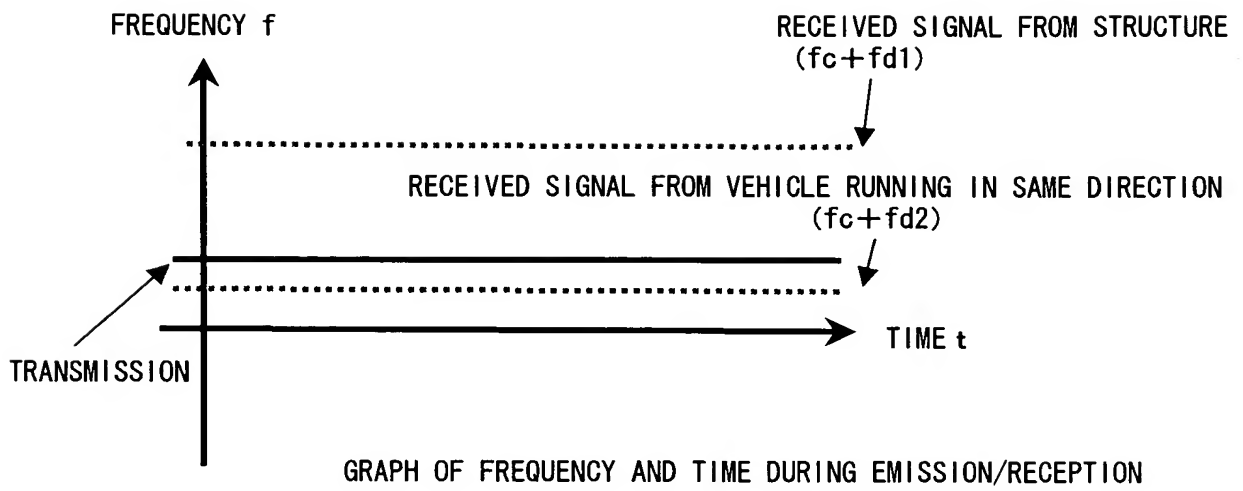 FREQUENCY f
RECEIVED SIGNAL FROM STRUCTURE
(fc+fd1)
RECEIVED SIGNAL FROM VEHICLE RUNNING IN SAME DIRECTION
(fc+fd2)
TIME t
TRANSMISSION
GRAPH OF FREQUENCY AND TIME DURING EMISSION/RECEPTION